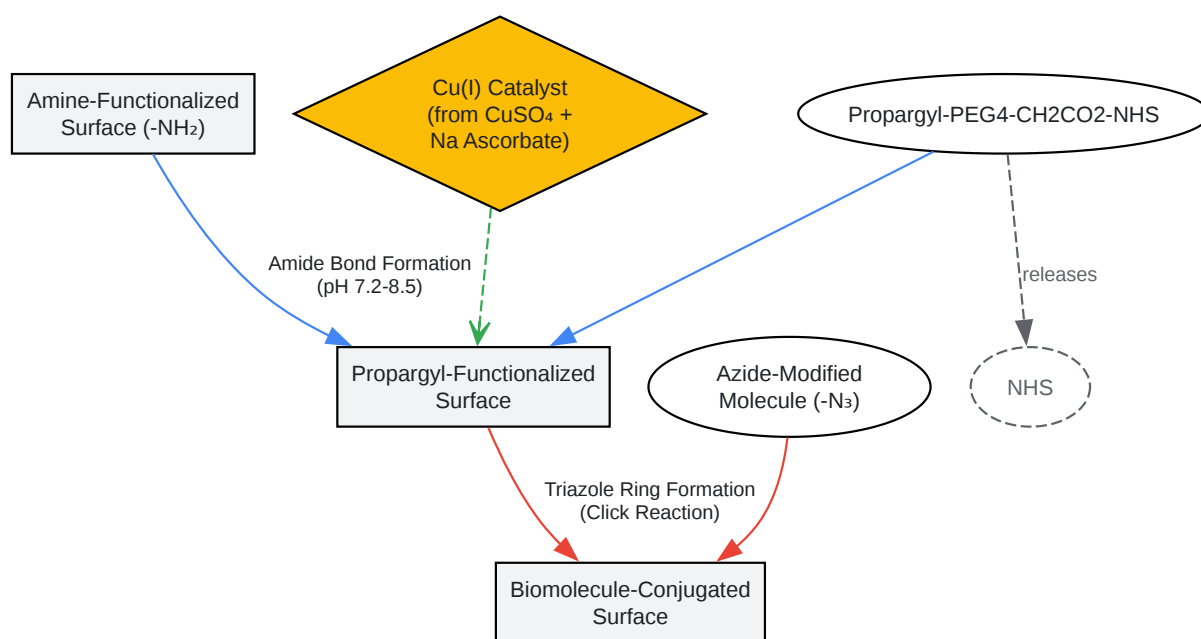 Amine-Functionalized
Surface (-NH₂)
Cu(I) Catalyst
(from CuSO₄ +
Na Ascorbate)
Propargyl-PEG4-CH2CO2-NHS
Amide Bond Formation
(pH 7.2-8.5)
releases
Propargyl-Functionalized
Surface
Azide-Modified
Molecule (-N₃)
NHS
Triazole Ring Formation
(Click Reaction)
Biomolecule-Conjugated
Surface